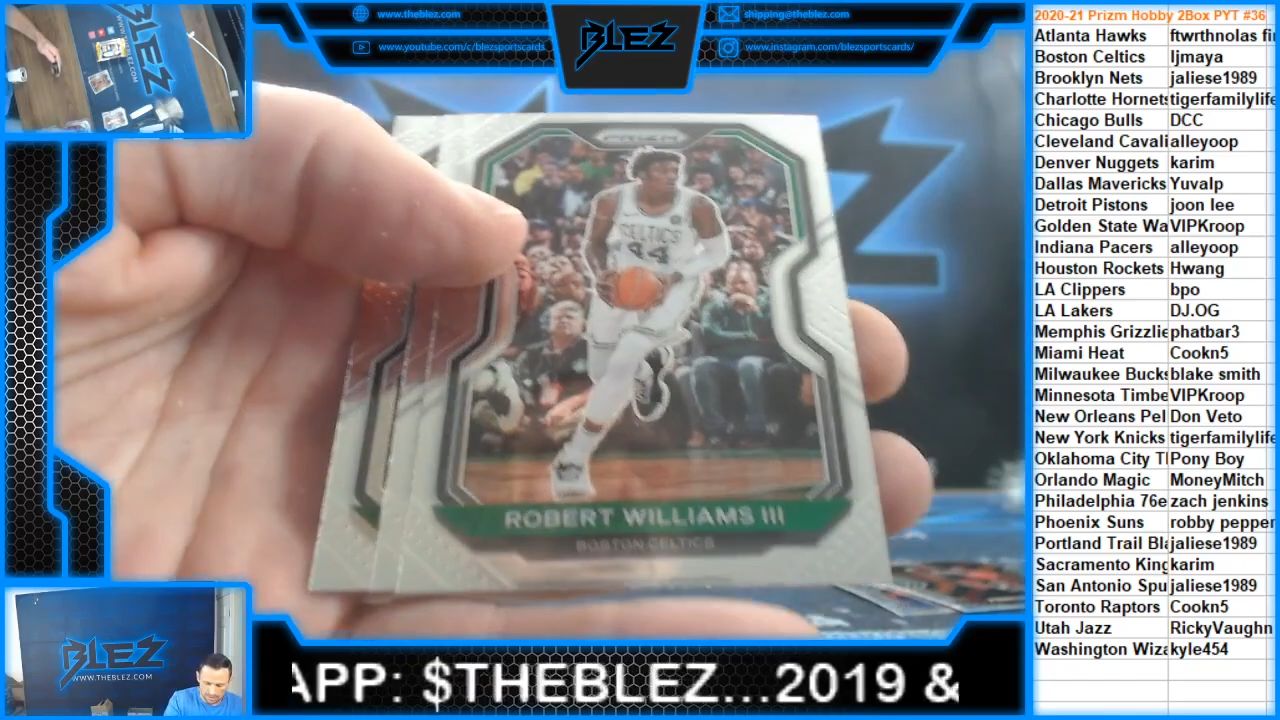 www.theblez.com
www.youtube.com/c/blezsportscards
BLEZ
shipping@theblez.com
www.instagram.com/blezsportscards/
PRIZM
CELTICS
44
ROBERT WILLIAMS III
BOSTON CELTICS
BLEZ
WWW.THEBLEZ.COM
APP: $THEBLEZ...2019 &
2020-21 Prizm Hobby 2Box PYT #36
Atlanta Hawks ftwrthnolas fi
Boston Celtics ljmaya
Brooklyn Nets jaliese1989
Charlotte Hornets tigerfamilylife
Chicago Bulls DCC
Cleveland Cavali alleyoop
Denver Nuggets karim
Dallas Mavericks Yuvalp
Detroit Pistons joon lee
Golden State Wa VIPKroop
Indiana Pacers alleyoop
Houston Rockets Hwang
LA Clippers bpo
LA Lakers DJ.OG
Memphis Grizzlie phatbar3
Miami Heat Cookn5
Milwaukee Bucks blake smith
Minnesota Timbe VIPKroop
New Orleans Pel Don Veto
New York Knicks tigerfamilylife
Oklahoma City T Pony Boy
Orlando Magic MoneyMitch
Philadelphia 76e zach jenkins
Phoenix Suns robby pepper
Portland Trail Bla jaliese1989
Sacramento King karim
San Antonio Spu jaliese1989
Toronto Raptors Cookn5
Utah Jazz RickyVaughn
Washington Wiza kyle454